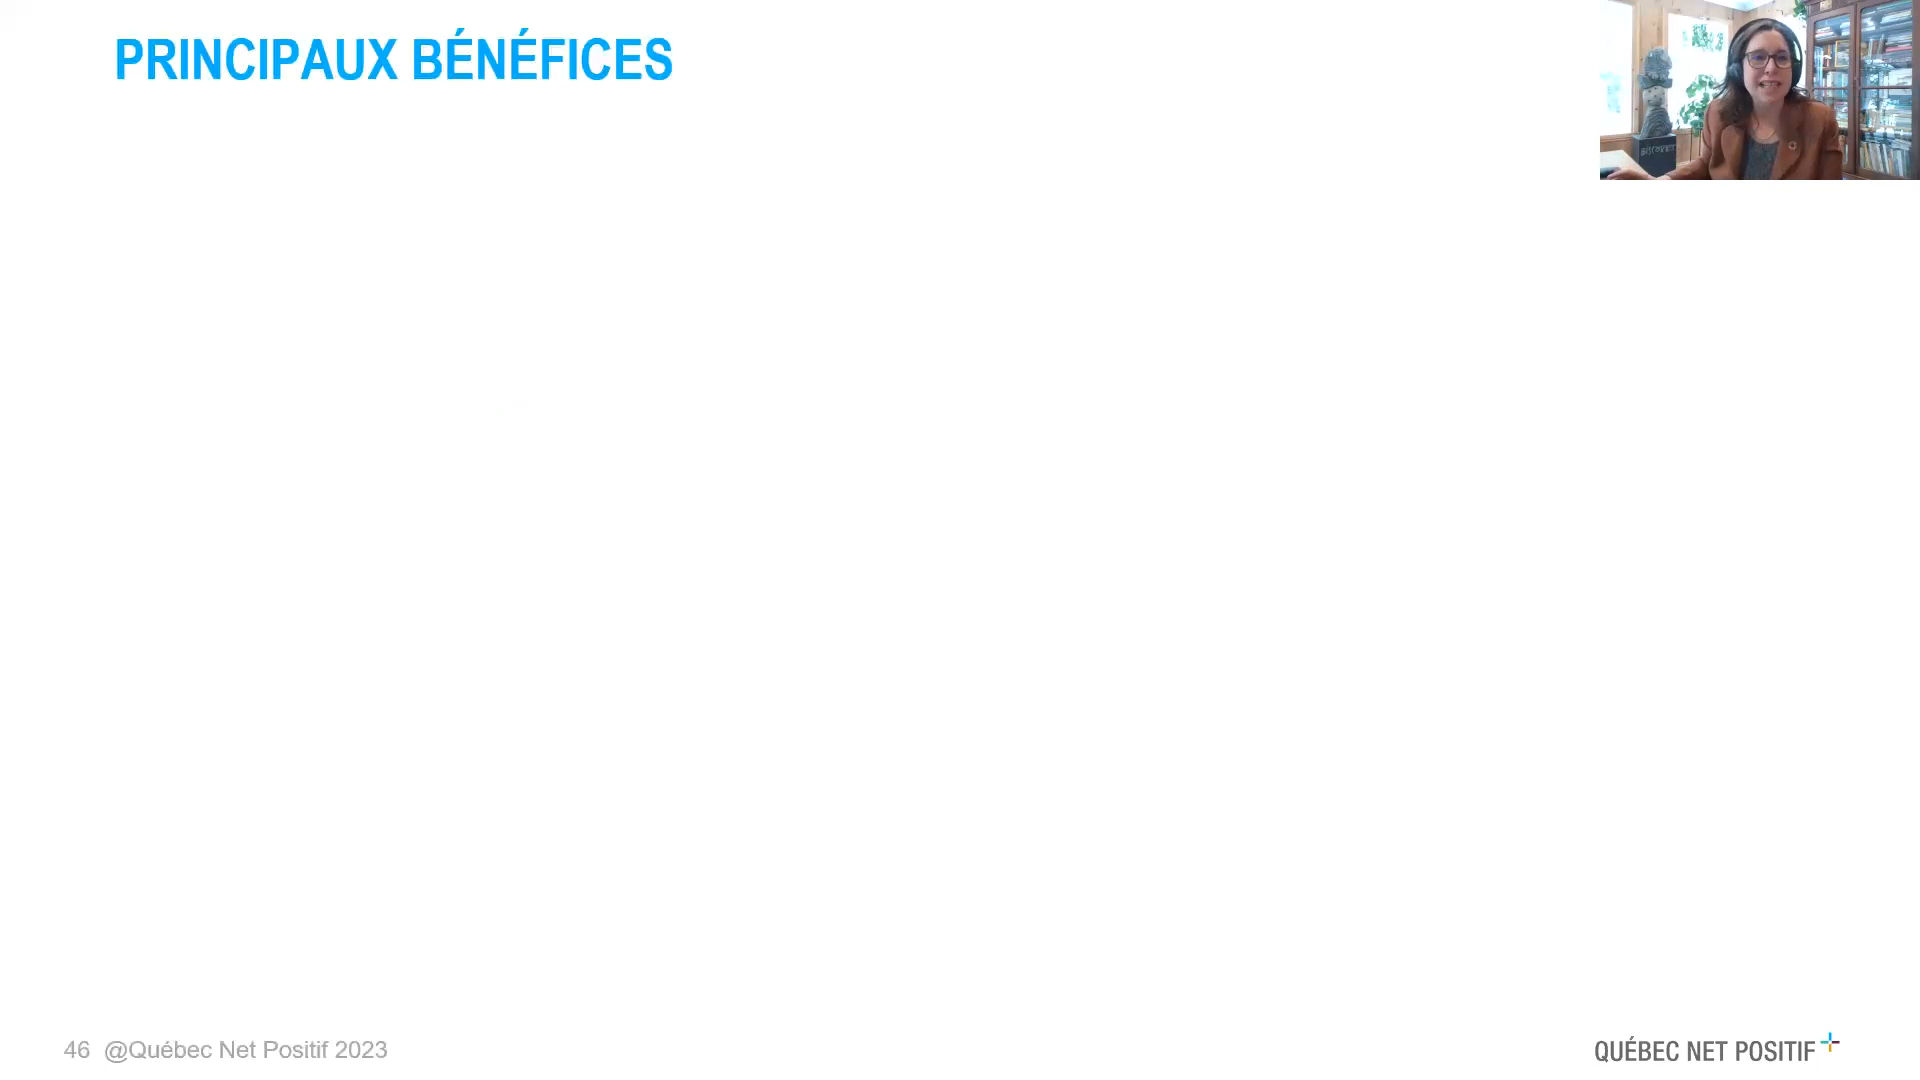 PRINCIPAUX BÉNÉFICES
46 @Québec Net Positif 2023
QUÉBEC NET POSITIF